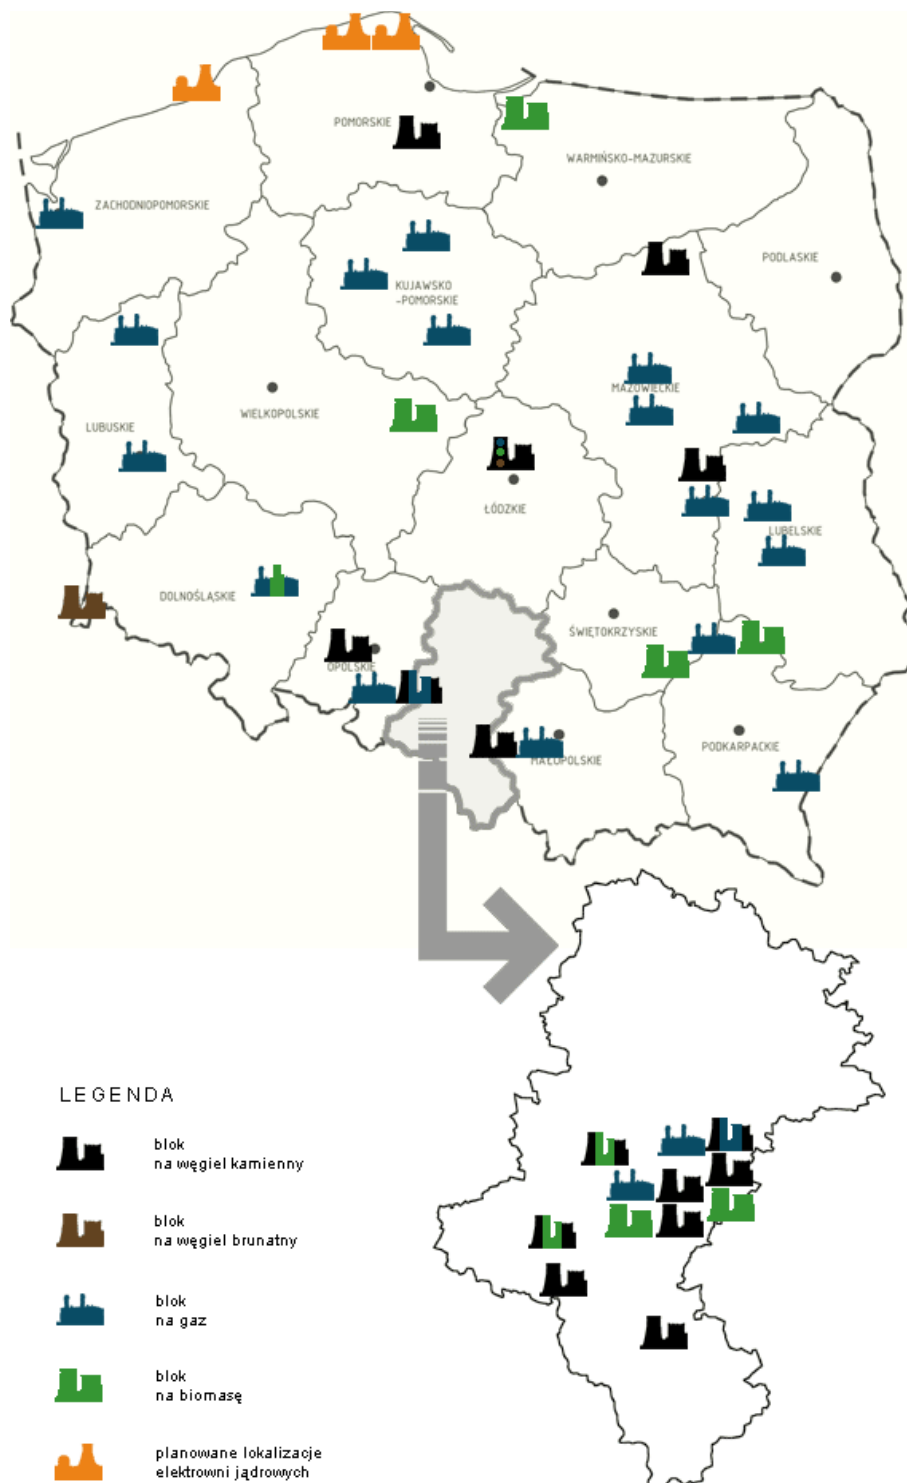 POMORSKIE
WARMIŃSKO-MAZURSKIE
ZACHODNIOPOMORSKIE
PODLASKIE
KUJAWSKO
-POMORSKIE
MAZOWIECKIE
WIELKOPOLSKIE
LUBUSKIE
ŁÓDZKIE
LUBELSKIE
DOLNOŚLĄSKIE
ŚWIĘTOKRZYSKIE
OPOLSKIE
PODKARPACKIE
MAŁOPOLSKIE
LEGENDA
blok
na węgiel kamienny
blok
na węgiel brunatny
blok
na gaz
blok
na biomasę
planowane lokalizacje
elektrowni jądrowych